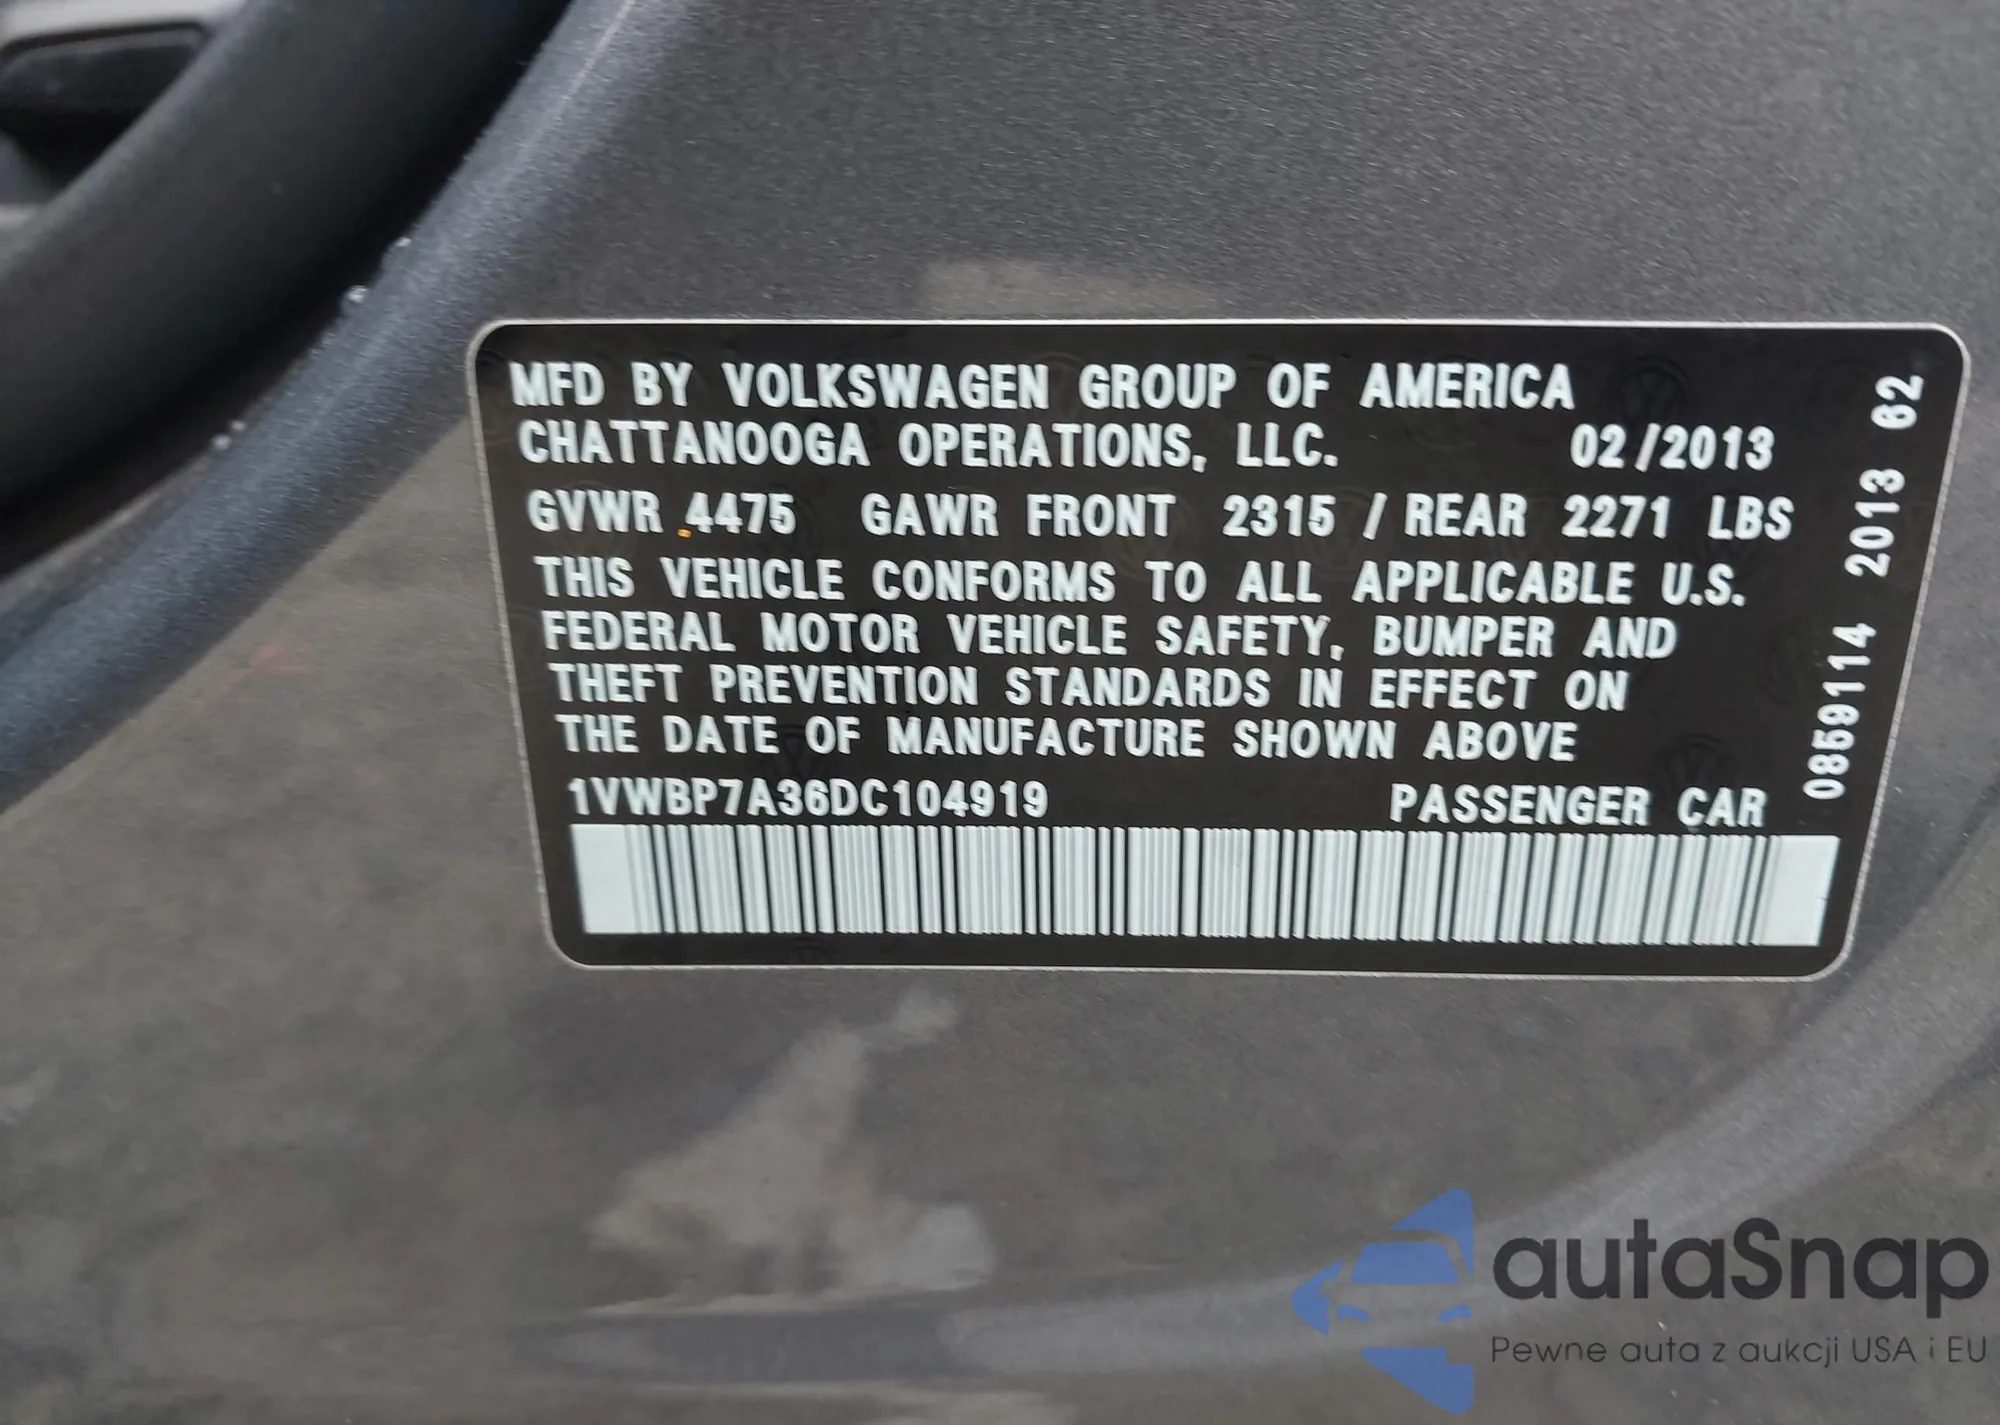 MFD BY VOLKSWAGEN GROUP OF AMERICA
CHATTANOOGA OPERATIONS, LLC. 02/2013
GVWR 4475 GAWR FRONT 2315 / REAR 2271 LBS
THIS VEHICLE CONFORMS TO ALL APPLICABLE U.S.
FEDERAL MOTOR VEHICLE SAFETY, BUMPER AND
THEFT PREVENTION STANDARDS IN EFFECT ON
THE DATE OF MANUFACTURE SHOWN ABOVE
1VWBP7A36DC104919 PASSENGER CAR
0859114 2013 62
autaSnap
Pewne auta z aukcji USA i EU